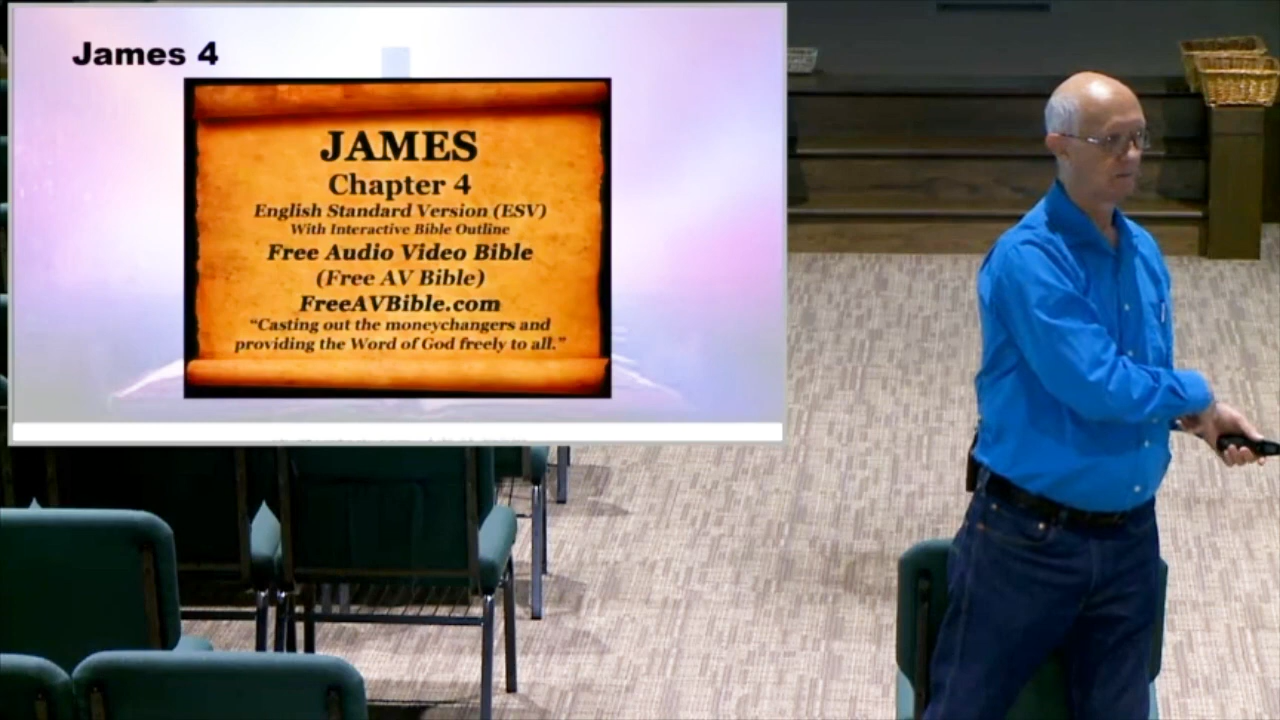 James 4
JAMES
Chapter 4
English Standard Version (ESV)
With Interactive Bible Outline
Free Audio Video Bible
(Free AV Bible)
FreeAVBible.com
“Casting out the moneychangers and
providing the Word of God freely to all.”